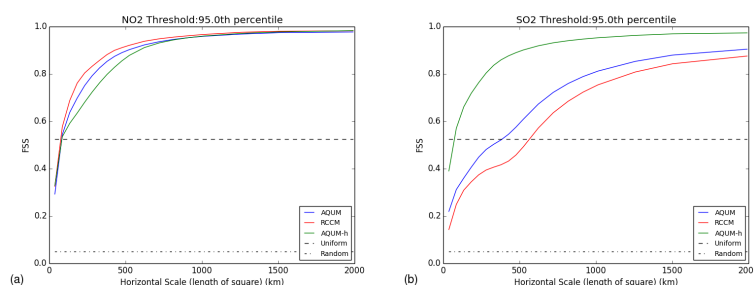 NO2 Threshold:95.0th percentile
1.0
0.8
0.6
0.4
0.2
0.0
FSS
0
500
1000
1500
2000
Horizontal Scale (length of square) (km)
AQUM
RCCM
AQUM-h
Uniform
Random
(a)
SO2 Threshold:95.0th percentile
1.0
0.8
0.6
0.4
0.2
0.0
FSS
0
500
1000
1500
2000
Horizontal Scale (length of square) (km)
AQUM
RCCM
AQUM-h
Uniform
Random
(b)